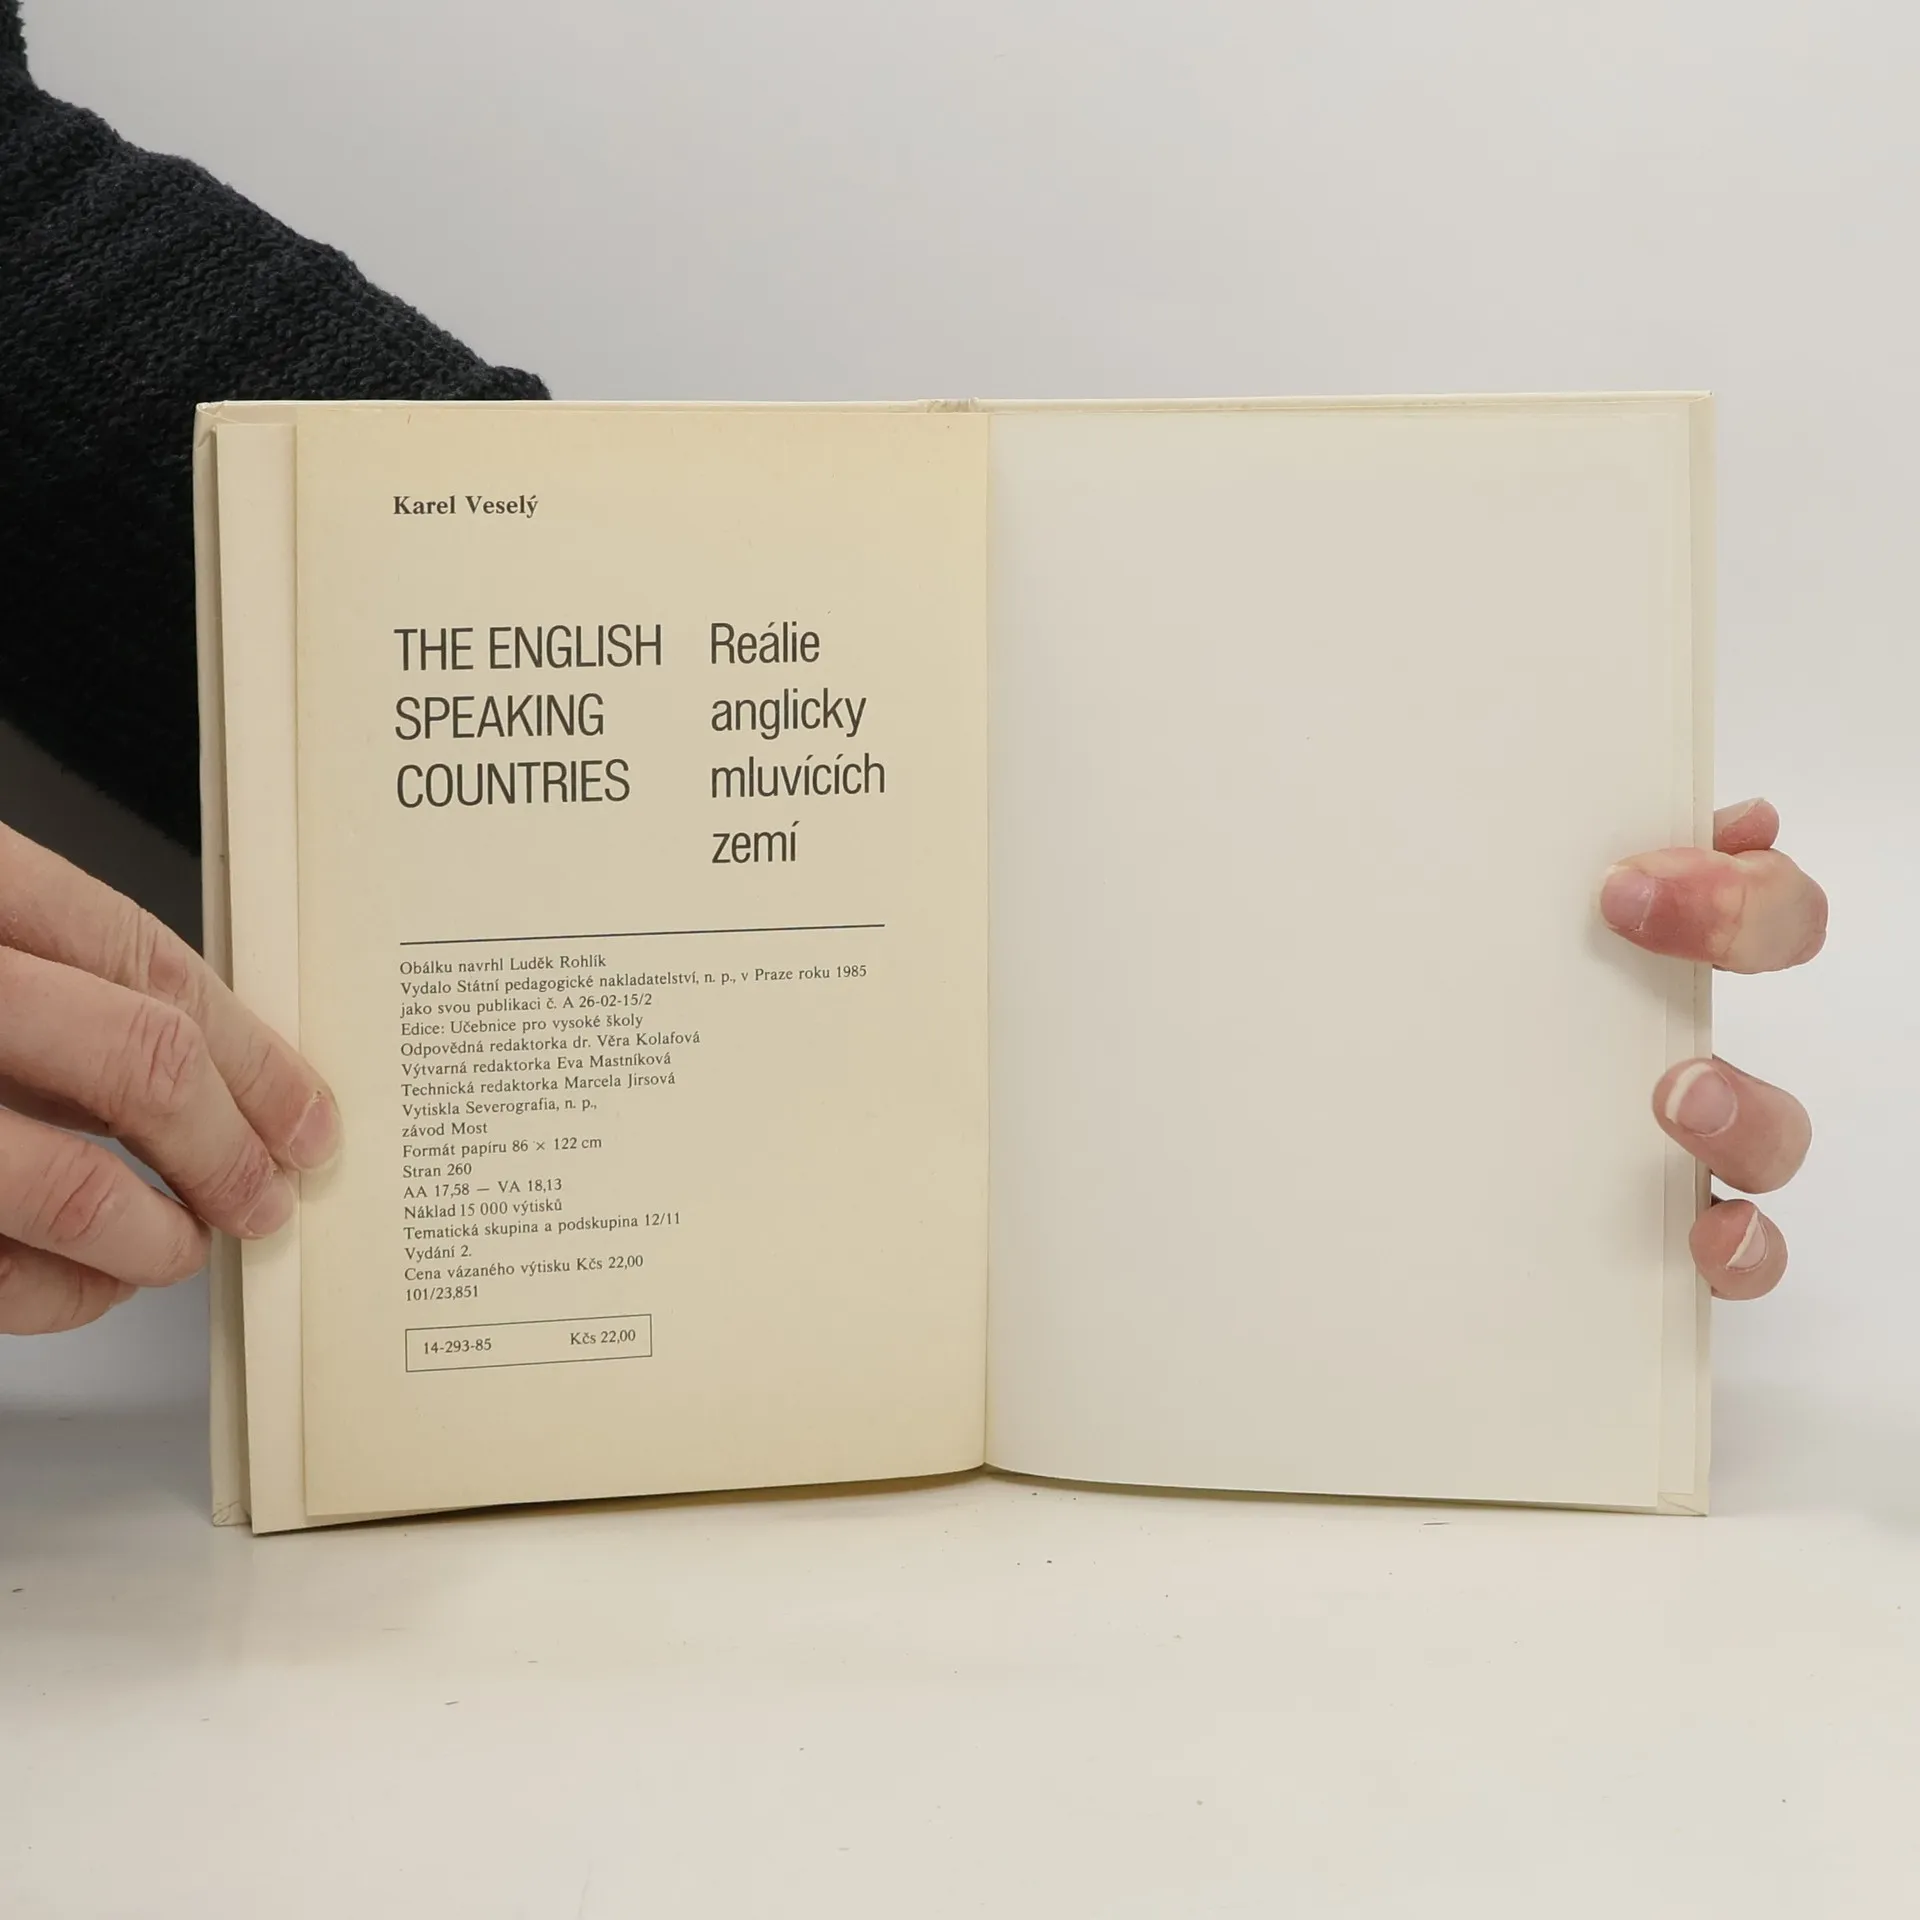 Karel Veselý
THE ENGLISH
SPEAKING
COUNTRIES
Reálie
anglicky
mluvících
zemí
Obálku navrhl Luděk Rohlík
Vydalo Státní pedagogické nakladatelství, n. p., v Praze roku 1985
jako svou publikaci č. A 26-02-15/2
Edice: Učebnice pro vysoké školy
Odpovědná redaktorka dr. Věra Kolafová
Výtvarná redaktorka Eva Mastníková
Technická redaktorka Marcela Jirsová
Vytiskla Severografia, n. p.,
závod Most
Formát papíru 86 × 122 cm
Stran 260
AA 17,58 — VA 18,13
Náklad 15 000 výtisků
Tematická skupina a podskupina 12/11
Vydání 2.
Cena vázaného výtisku Kčs 22,00
101/23,851
14-293-85 Kčs 22,00